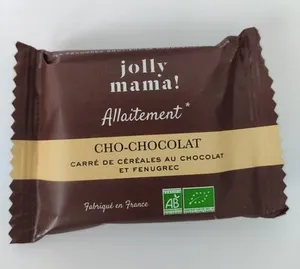 jolly
mama!
Allaitement*
CHO-CHOCOLAT
CARRÉ DE CÉRÉALES AU CHOCOLAT
ET FENUGREC
Fabriqué en France
AB